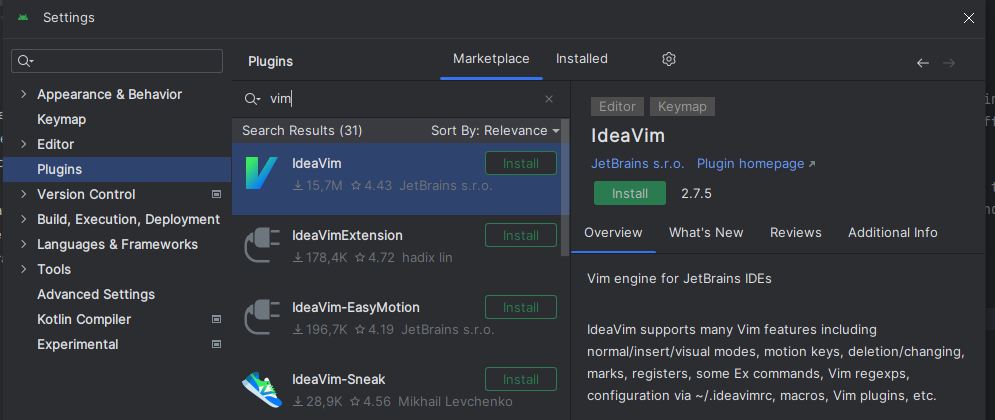 Settings
Appearance & Behavior
Keymap
Editor
Plugins
Version Control
Build, Execution, Deployment
Languages & Frameworks
Tools
Advanced Settings
Kotlin Compiler
Experimental
Plugins
Marketplace
Installed
vim
Search Results (31)
Sort By: Relevance
IdeaVim
Install
15,7M
4.43
JetBrains s.r.o.
IdeaVimExtension
Install
178,4K
4.72
hadix lin
IdeaVim-EasyMotion
Install
196,7K
4.19
JetBrains s.r.o.
IdeaVim-Sneak
Install
28,9K
4.56
Mikhail Levchenko
Editor
Keymap
IdeaVim
JetBrains s.r.o.
Plugin homepage
Install
2.7.5
Overview
What's New
Reviews
Additional Info
Vim engine for JetBrains IDEs
IdeaVim supports many Vim features including
normal/insert/visual modes, motion keys, deletion/changing,
marks, registers, some Ex commands, Vim regexps,
configuration via ~/.ideavimrc, macros, Vim plugins, etc.